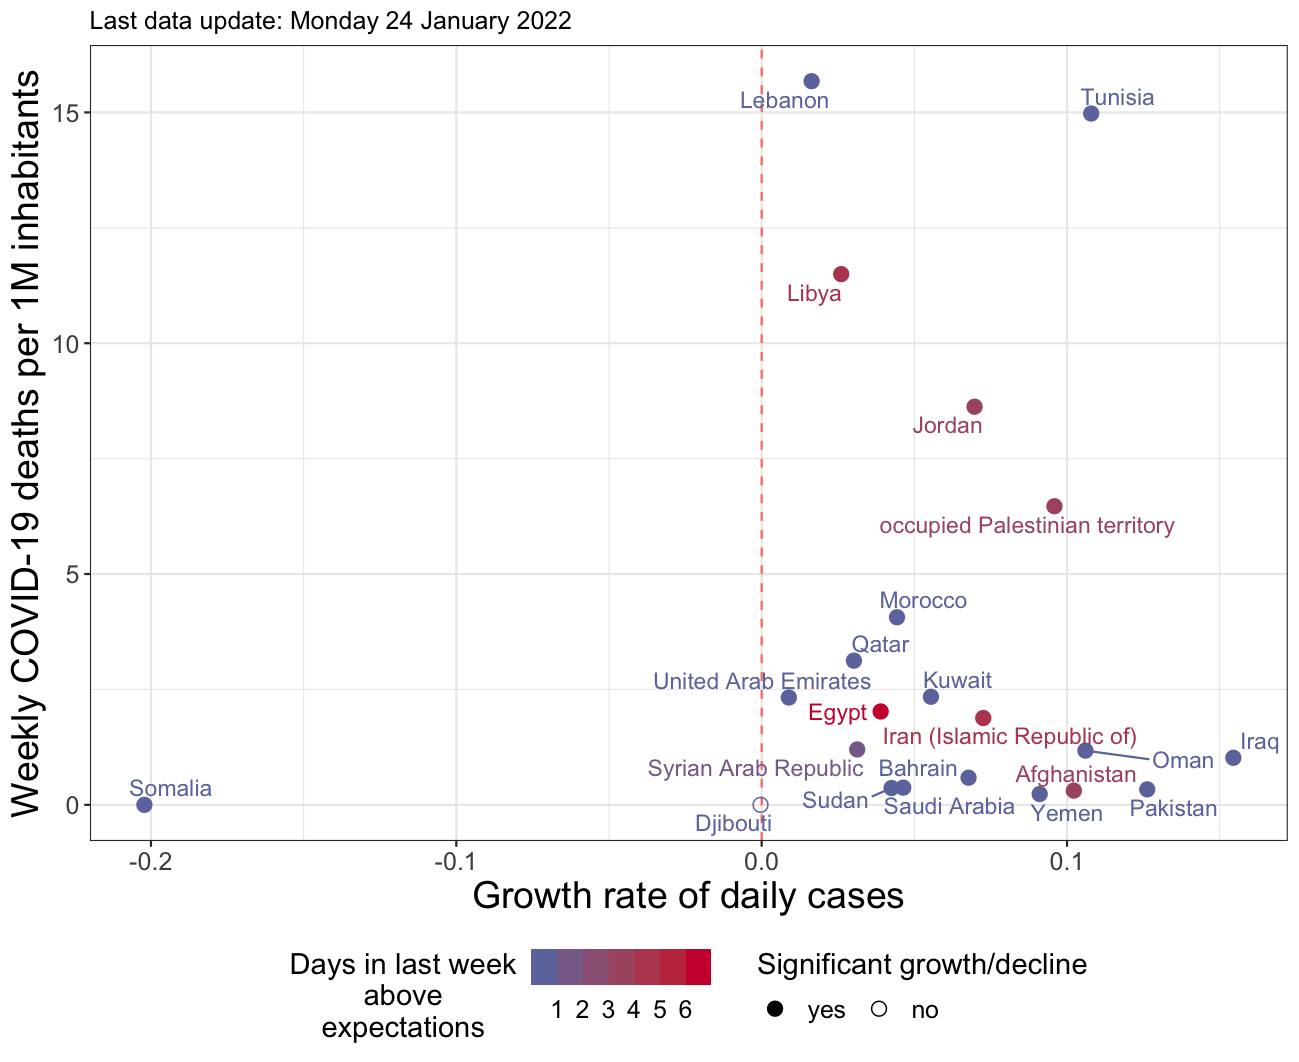 Last data update: Monday 24 January 2022
Weekly COVID-19 deaths per 1M inhabitants
15
10
5
0
Lebanon
Tunisia
Libya
Jordan
occupied Palestinian territory
Morocco
Qatar
United Arab Emirates
Kuwait
Egypt
Iran (Islamic Republic of)
Iraq
Oman
Syrian Arab Republic
Bahrain
Afghanistan
Somalia
Sudan
Saudi Arabia
Yemen
Pakistan
Djibouti
-0.2 -0.1 0.0 0.1
Growth rate of daily cases
Days in last week
above
expectations
1 2 3 4 5 6
Significant growth/decline
yes no